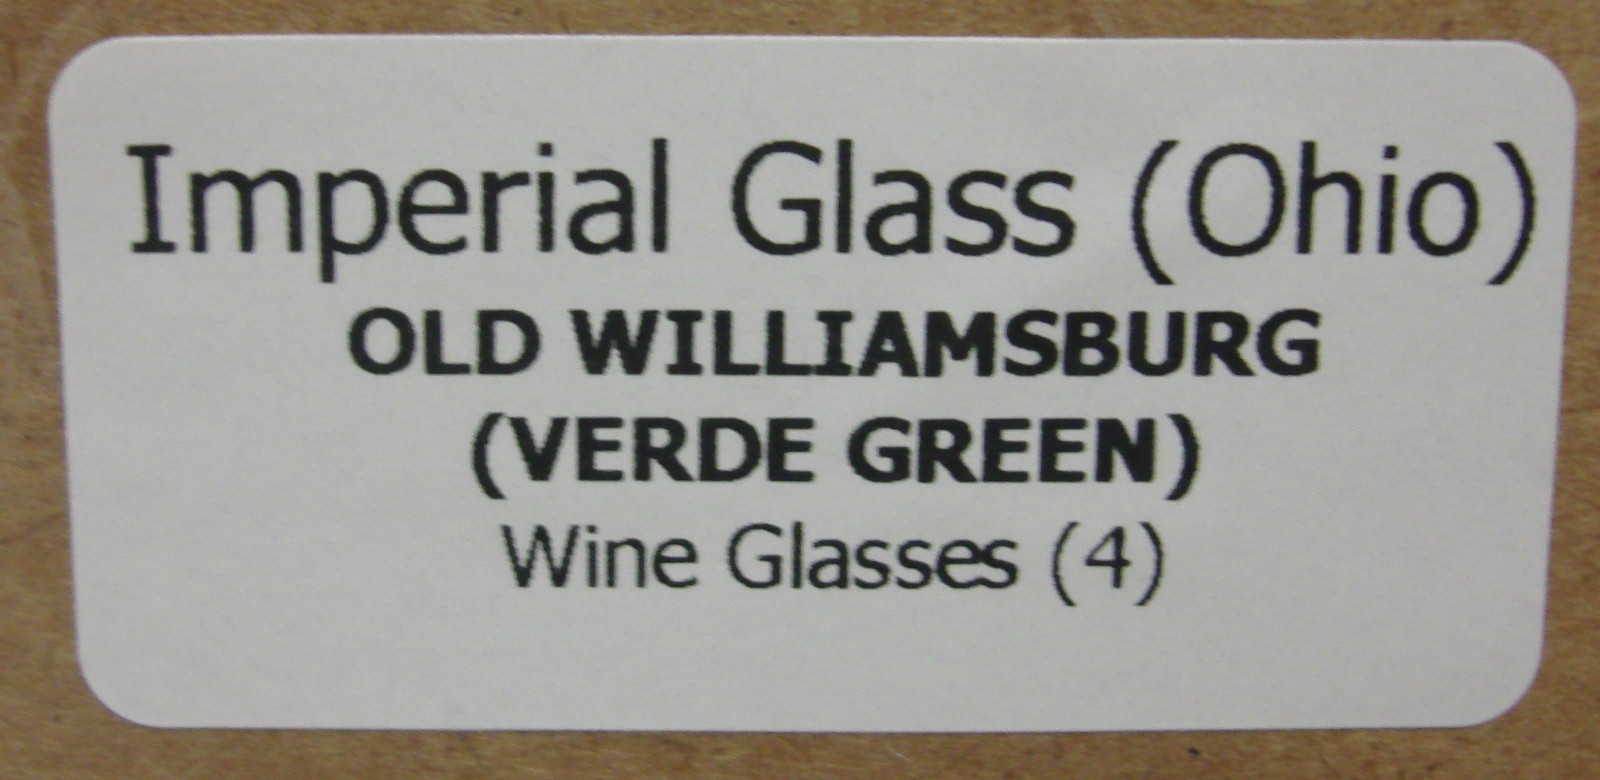 Imperial Glass (Ohio)
OLD WILLIAMSBURG
(VERDE GREEN)
Wine Glasses (4)